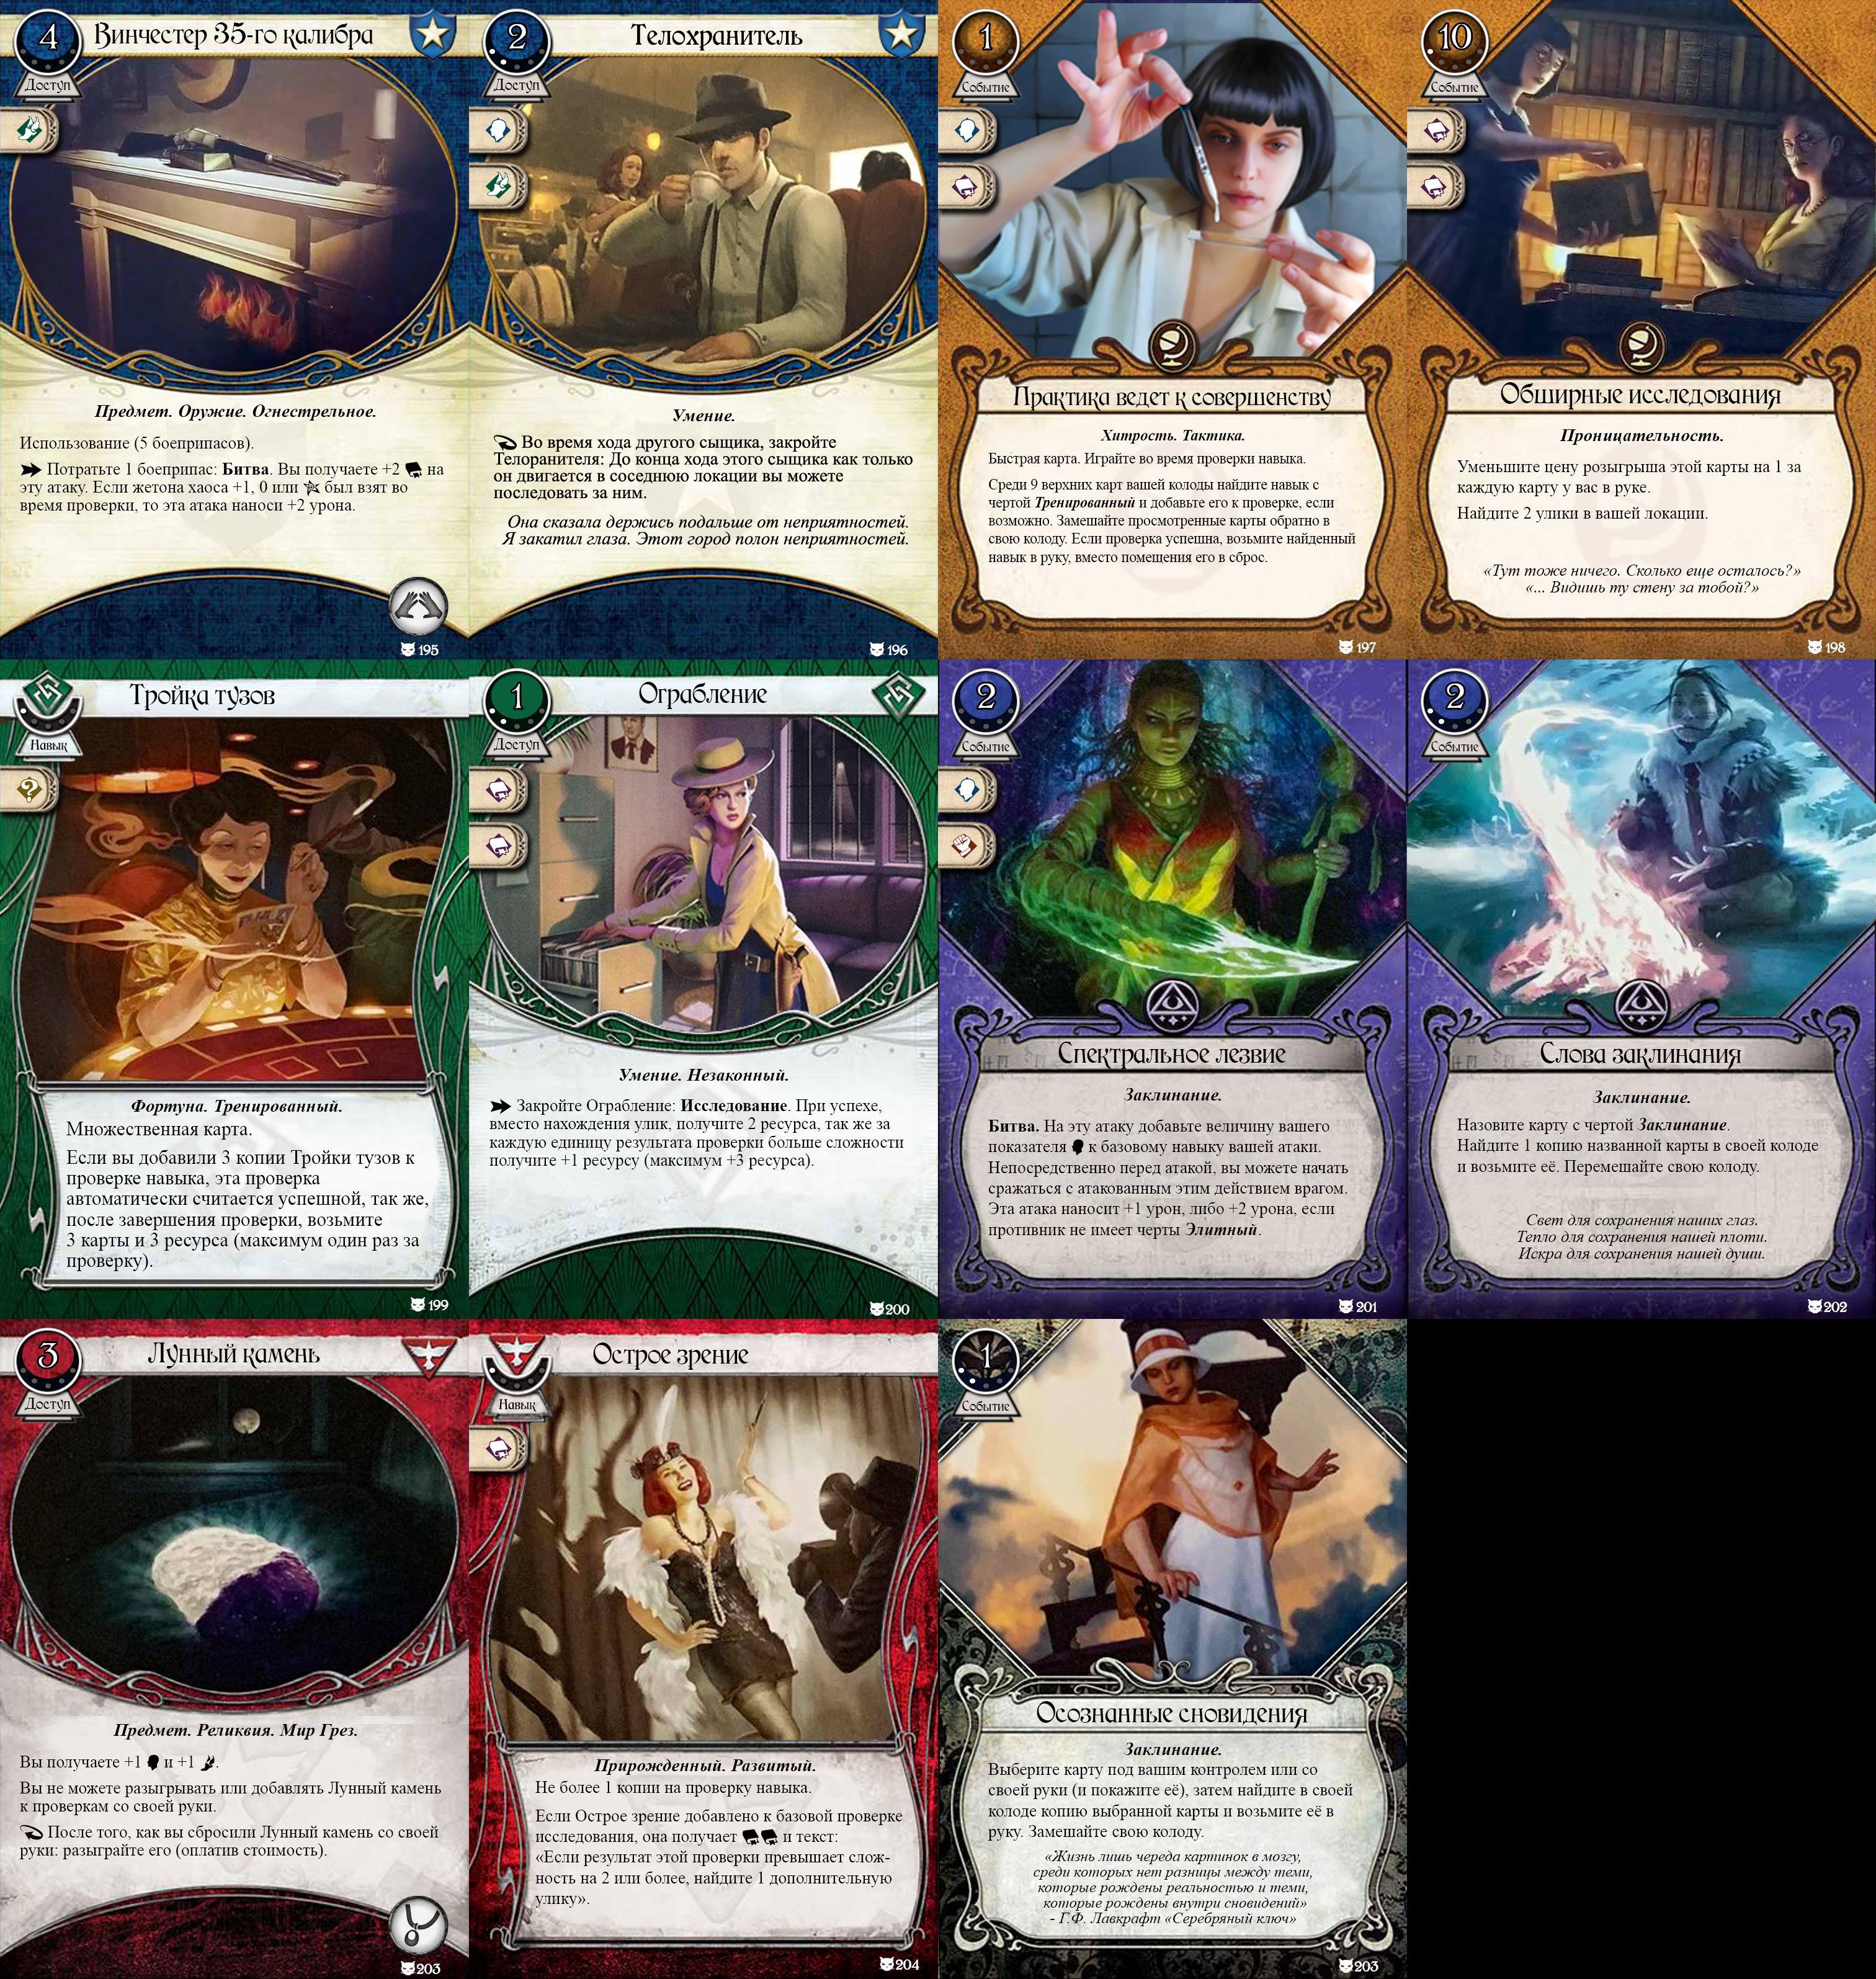 4
Винчестер 35-го калибра
Доступ
Предмет. Оружие. Огнестрельное.
Использование (5 боеприпасов).
Потратьте 1 боеприпас: Битва. Вы получаете +2 на
эту атаку. Если жетона хаоса +1, 0 или был взят во
время проверки, то эта атака наноси +2 урона.
195
2
Телохранитель
Доступ
Умение.
Во время хода другого сыщика, закройте
Телоранителя: До конца хода этого сыщика как только
он двигается в соседнюю локации вы можете
последовать за ним.
Она сказала держись подальше от неприятностей.
Я закатил глаза. Этот город полон неприятностей.
196
1
Событие
Практика ведет к совершенству
Хитрость. Тактика.
Быстрая карта. Играйте во время проверки навыка.
Среди 9 верхних карт вашей колоды найдите навык с
чертой Тренированный и добавьте его к проверке, если
возможно. Замешайте просмотренные карты обратно в
свою колоду. Если проверка успешна, возьмите найденный
навык в руку, вместо помещения его в сброс.
197
10
Событие
Обширные исследования
Проницательность.
Уменьшите цену розыгрыша этой карты на 1 за
каждую карту у вас в руке.
Найдите 2 улики в вашей локации.
«Тут тоже ничего. Сколько еще осталось?»
«... Видишь ту стену за тобой?»
198
Тройка тузов
Навык
?
Фортуна. Тренированный.
Множественная карта.
Если вы добавили 3 копии Тройки тузов к
проверке навыка, эта проверка
автоматически считается успешной, так же,
после завершения проверки, возьмите
3 карты и 3 ресурса (максимум один раз за
проверку).
199
1
Ограбление
Доступ
Умение. Незаконный.
Закройте Ограбление: Исследование. При успехе,
вместо нахождения улик, получите 2 ресурса, так же за
каждую единицу результата проверки больше сложности
получите +1 ресурсу (максимум +3 ресурса).
200
2
Событие
Спектральное лезвие
Заклинание.
Битва. На эту атаку добавьте величину вашего
показателя к базовому навыку вашей атаки.
Непосредственно перед атакой, вы можете начать
сражаться с атакованным этим действием врагом.
Эта атака наносит +1 урон, либо +2 урона, если
противник не имеет черты Элитный.
201
2
Событие
Слова заклинания
Заклинание.
Назовите карту с чертой Заклинание.
Найдите 1 копию названной карты в своей колоде
и возьмите её. Перемешайте свою колоду.
Свет для сохранения наших глаз.
Тепло для сохранения нашей плоти.
Искра для сохранения нашей души.
202
3
Лунный камень
Доступ
Предмет. Реликвия. Мир Грез.
Вы получаете +1 и +1 .
Вы не можете разыгрывать или добавлять Лунный камень
к проверкам со своей руки.
После того, как вы сбросили Лунный камень со своей
руки: разыграйте его (оплатив стоимость).
203
Острое зрение
Навык
Прирожденный. Развитый.
Не более 1 копии на проверку навыка.
Если Острое зрение добавлено к базовой проверке
исследования, она получает и текст:
«Если результат этой проверки превышает слож-
ность на 2 или более, найдите 1 дополнительную
улику».
204
1
Событие
Осознанные сновидения
Заклинание.
Выберите карту под вашим контролем или со
своей руки (и покажите её), затем найдите в своей
колоде копию выбранной карты и возьмите её в
руку. Замешайте свою колоду.
«Жизнь лишь череда картинок в мозгу,
среди которых нет разницы между теми,
которые рождены реальностью и теми,
которые рождены внутри сновидений»
- Г.Ф. Лавкрафт «Серебряный ключ»
203